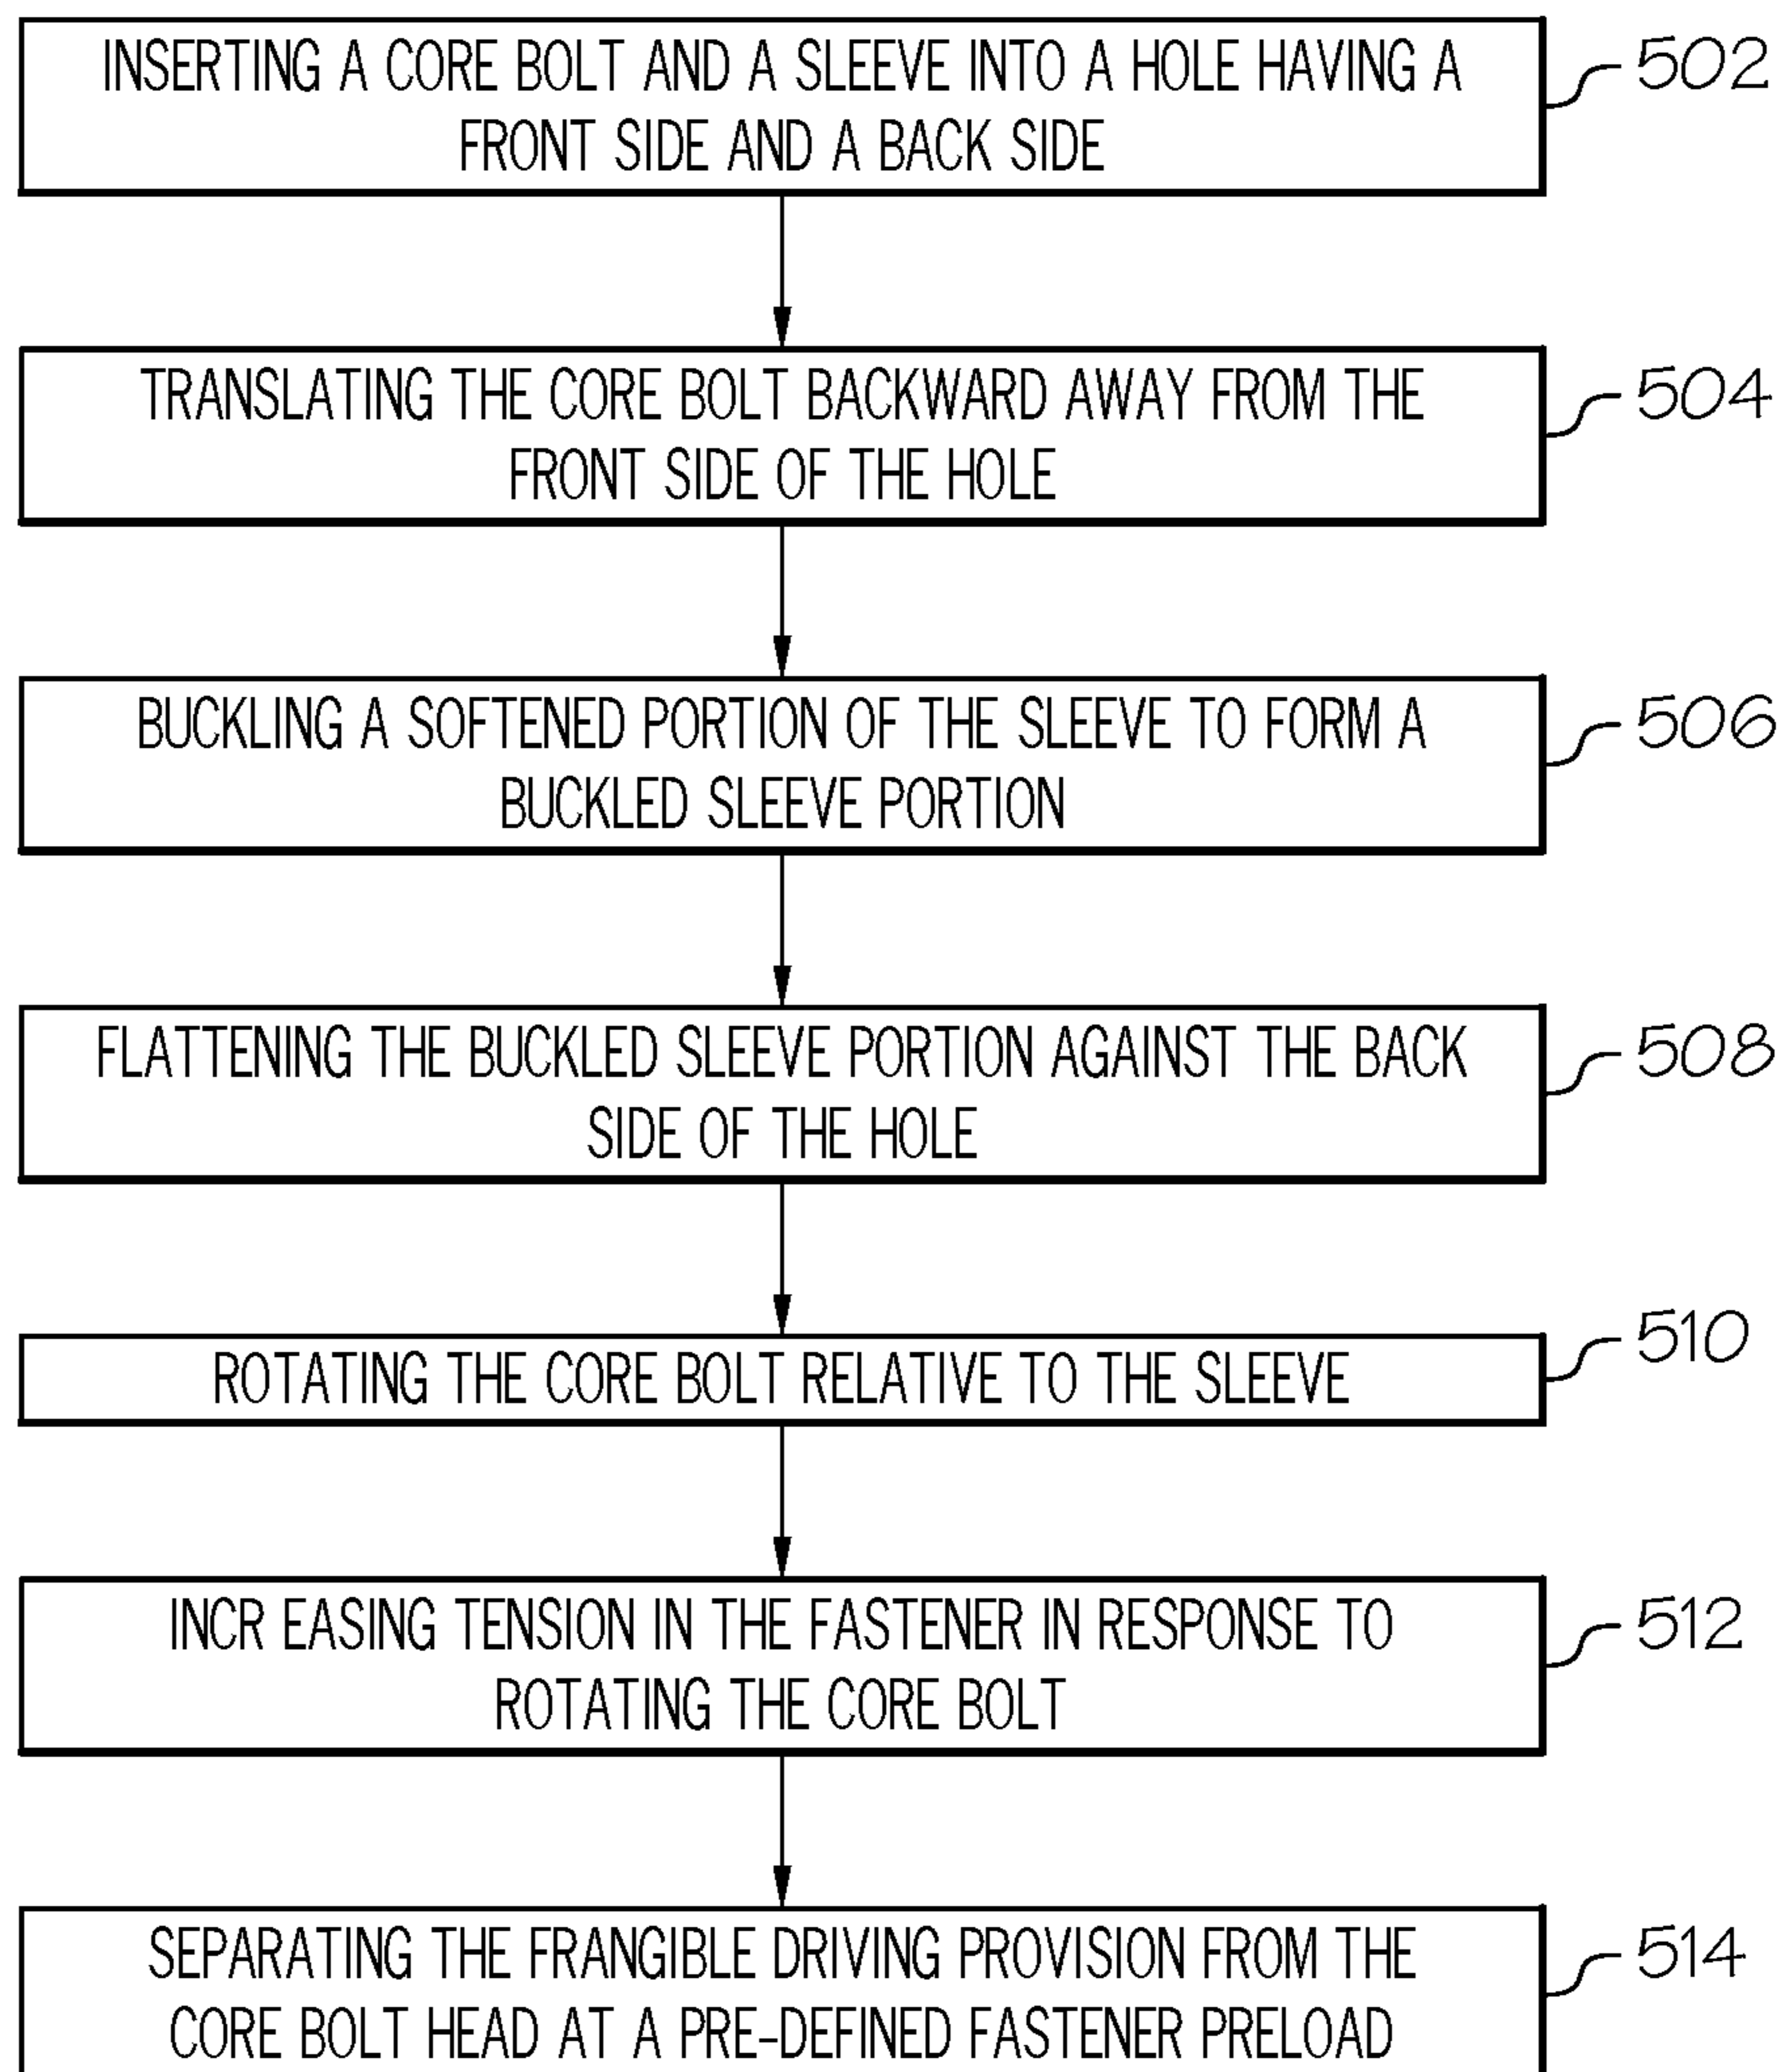 INSERTING A CORE BOLT AND A SLEEVE INTO A HOLE HAVING A
FRONT SIDE AND A BACK SIDE
502
TRANSLATING THE CORE BOLT BACKWARD AWAY FROM THE
FRONT SIDE OF THE HOLE
504
BUCKLING A SOFTENED PORTION OF THE SLEEVE TO FORM A
BUCKLED SLEEVE PORTION
506
FLATTENING THE BUCKLED SLEEVE PORTION AGAINST THE BACK
SIDE OF THE HOLE
508
ROTATING THE CORE BOLT RELATIVE TO THE SLEEVE
510
INCR EASING TENSION IN THE FASTENER IN RESPONSE TO
ROTATING THE CORE BOLT
512
SEPARATING THE FRANGIBLE DRIVING PROVISION FROM THE
CORE BOLT HEAD AT A PRE-DEFINED FASTENER PRELOAD
514